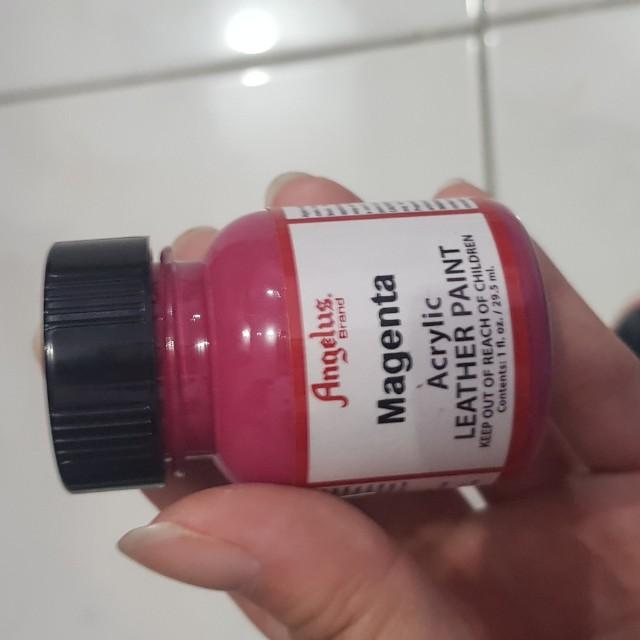 Angelus®
Brand
Magenta
Acrylic
LEATHER PAINT
KEEP OUT OF REACH OF CHILDREN
Contents: 1 fl. oz. / 29.5 ml.